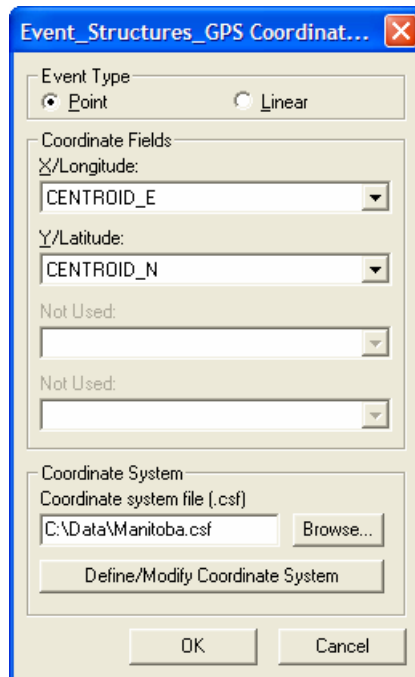 Event_Structures_GPS Coordinat...
Event Type
Point Linear
Coordinate Fields
X/Longitude:
CENTROID_E
Y/Latitude:
CENTROID_N
Not Used:
Not Used:
Coordinate System
Coordinate system file (.csf)
C:\Data\Manitoba.csf Browse...
Define/Modify Coordinate System
OK Cancel